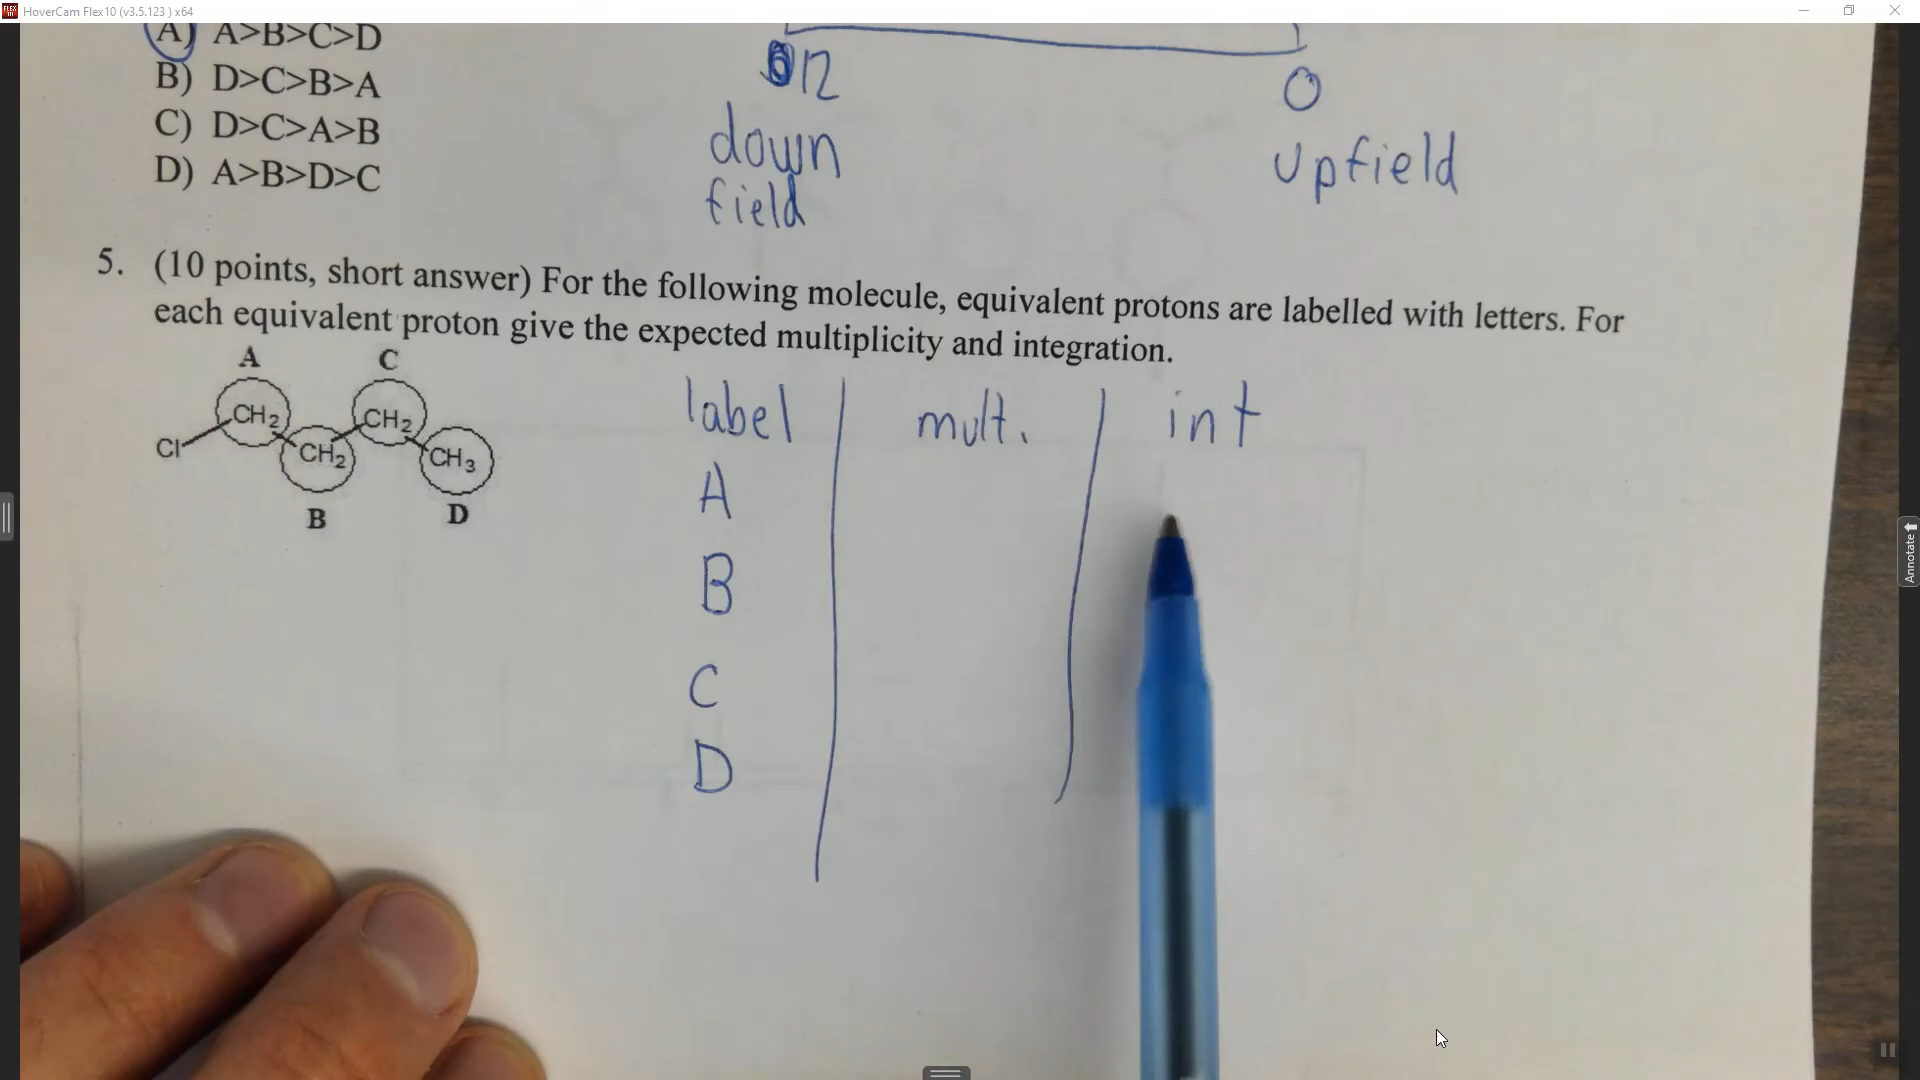 HoverCam Flex10 (v3.5.123 ) x64
A) A>B>C>D
B) D>C>B>A
C) D>C>A>B
D) A>B>D>C
12
0
down
field
upfield
5. (10 points, short answer) For the following molecule, equivalent protons are labelled with letters. For
each equivalent proton give the expected multiplicity and integration.
A C
CH2 CH2
Cl CH2 CH3
B D
label mult. int
A
B
C
D
Annotate